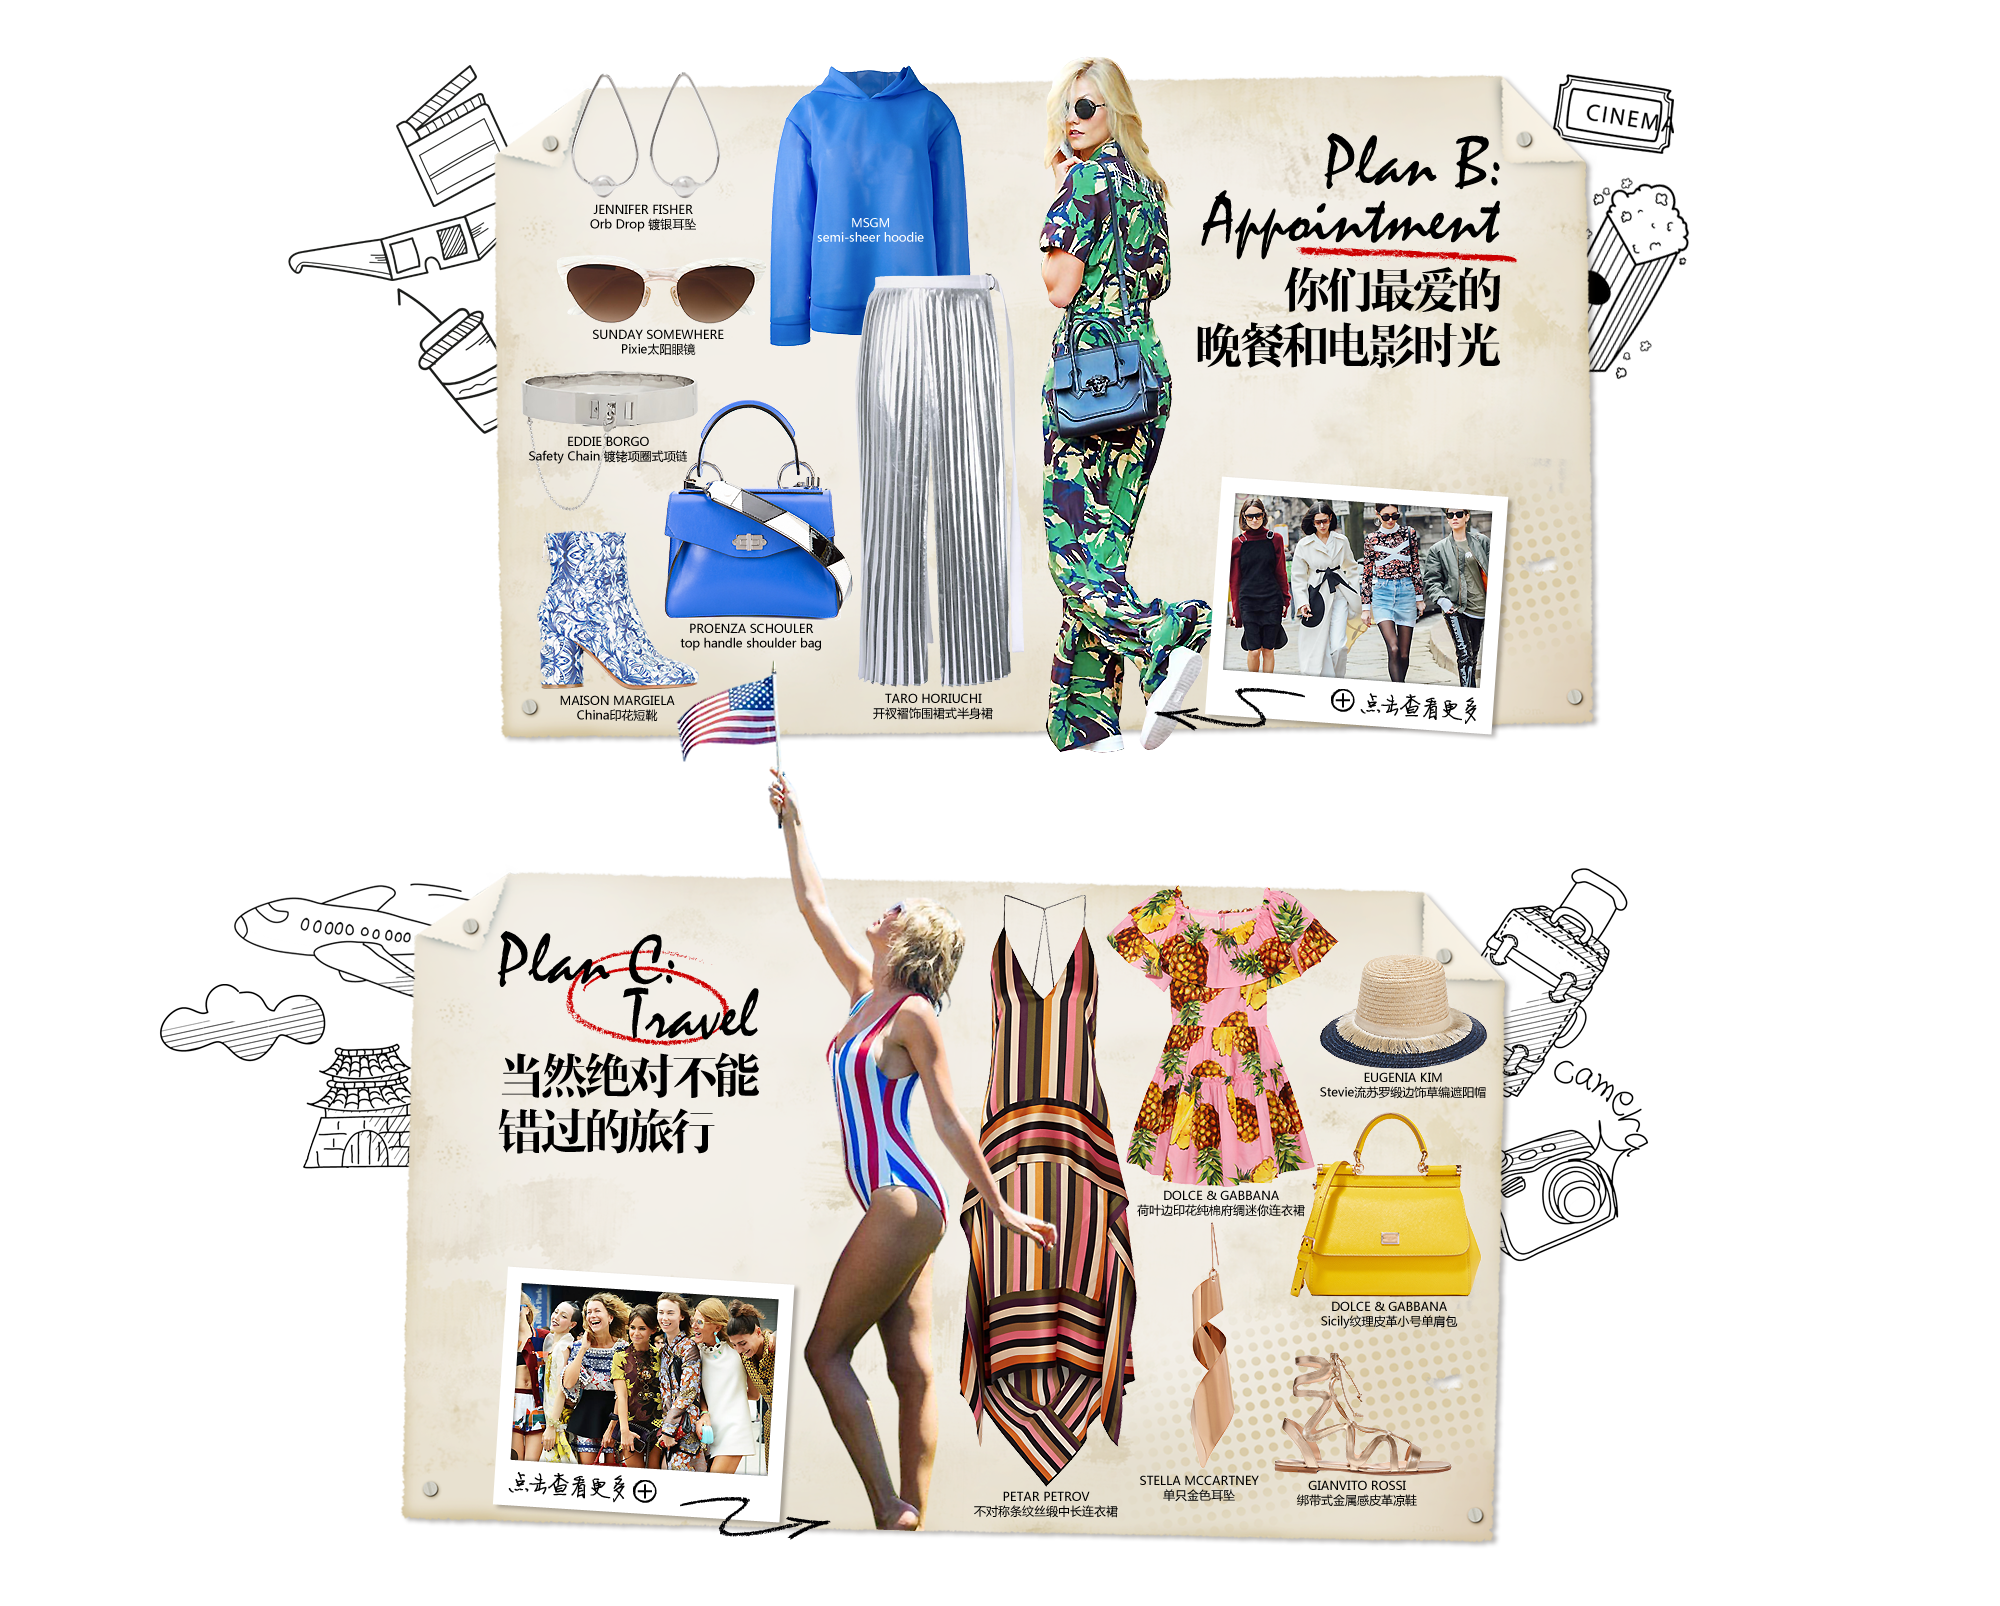 CINEMA
Plan B:
Appointment
你们最爱的
晚餐和电影时光
JENNIFER FISHER
Orb Drop 镀银耳坠
MSGM
semi-sheer hoodie
SUNDAY SOMEWHERE
Pixie太阳眼镜
EDDIE BORGO
Safety Chain 镀铑项圈式项链
PROENZA SCHOULER
top handle shoulder bag
MAISON MARGIELA
China印花短靴
TARO HORIUCHI
开衩褶饰围裙式半身裙
点击查看更多
Plan C:
Travel
当然绝对不能
错过的旅行
EUGENIA KIM
Stevie流苏罗缎边饰草编遮阳帽
camera
DOLCE & GABBANA
荷叶边印花纯棉府绸迷你连衣裙
DOLCE & GABBANA
Sicily纹理皮革小号单肩包
STELLA MCCARTNEY
单只金色耳坠
GIANVITO ROSSI
绑带式金属感皮革凉鞋
PETAR PETROV
不对称条纹丝缎中长连衣裙
点击查看更多